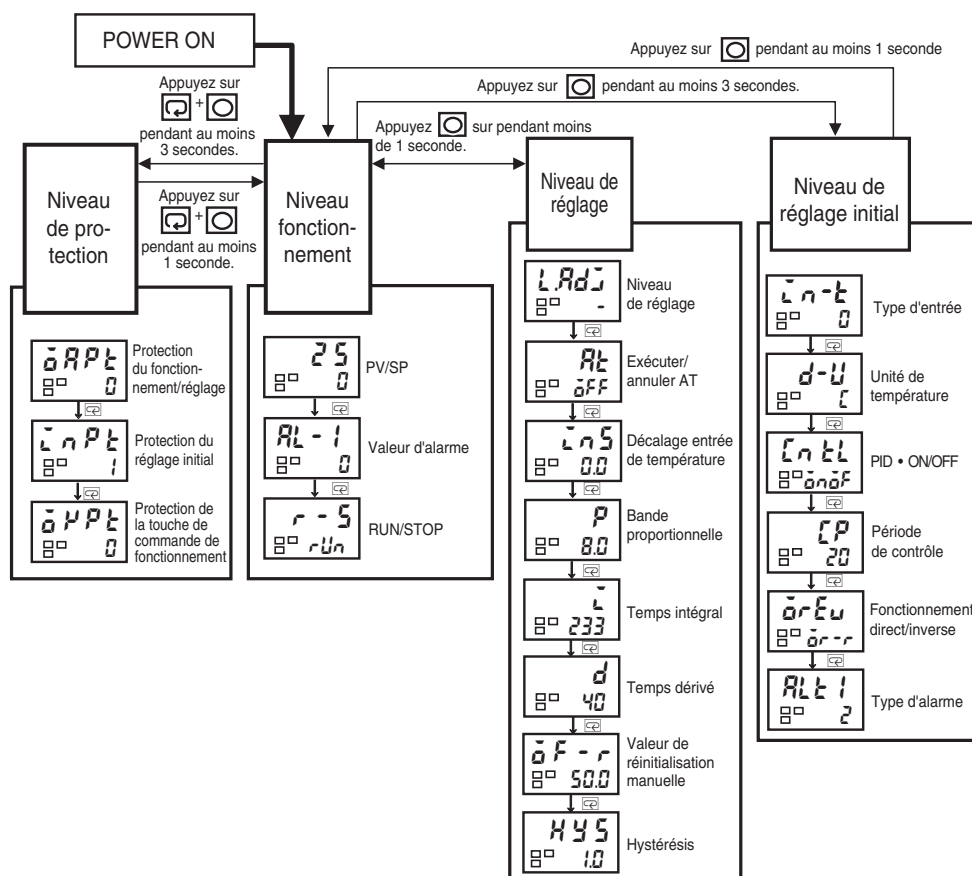 POWER ON
Appuyez sur pendant au moins 1 seconde
Appuyez sur pendant au moins 3 secondes.
Appuyez sur
+
pendant au moins
3 secondes.
Appuyez sur pendant moins
de 1 seconde.
Appuyez sur
+
pendant au moins
1 seconde.
Niveau
de pro-
tection
Niveau
fonction-
nement
Niveau de
réglage
Niveau de
réglage initial
oAPt
0
Protection
du fonction-
nement/réglage
inPt
1
Protection du
réglage initial
0
Protection de
la touche de
commande de
fonctionnement
25
0
PV/SP
AL-1
0
Valeur d'alarme
r-S
rUn
RUN/STOP
L.AdJ
-
Niveau
de réglage
At
oFF
Exécuter/
annuler AT
inS
0.0
Décalage entrée
de température
P
8.0
Bande
proportionnelle
i
233
Temps intégral
d
40
Temps dérivé
oF-r
50.0
Valeur de
réinitialisation
manuelle
HYS
1.0
Hystérésis
in-t
0
Type d'entrée
d-U
C
Unité de
température
CntL
onoF
PID • ON/OFF
CP
20
Période
de contrôle
orEv
or-r
Fonctionnement
direct/inverse
ALt1
2
Type d'alarme